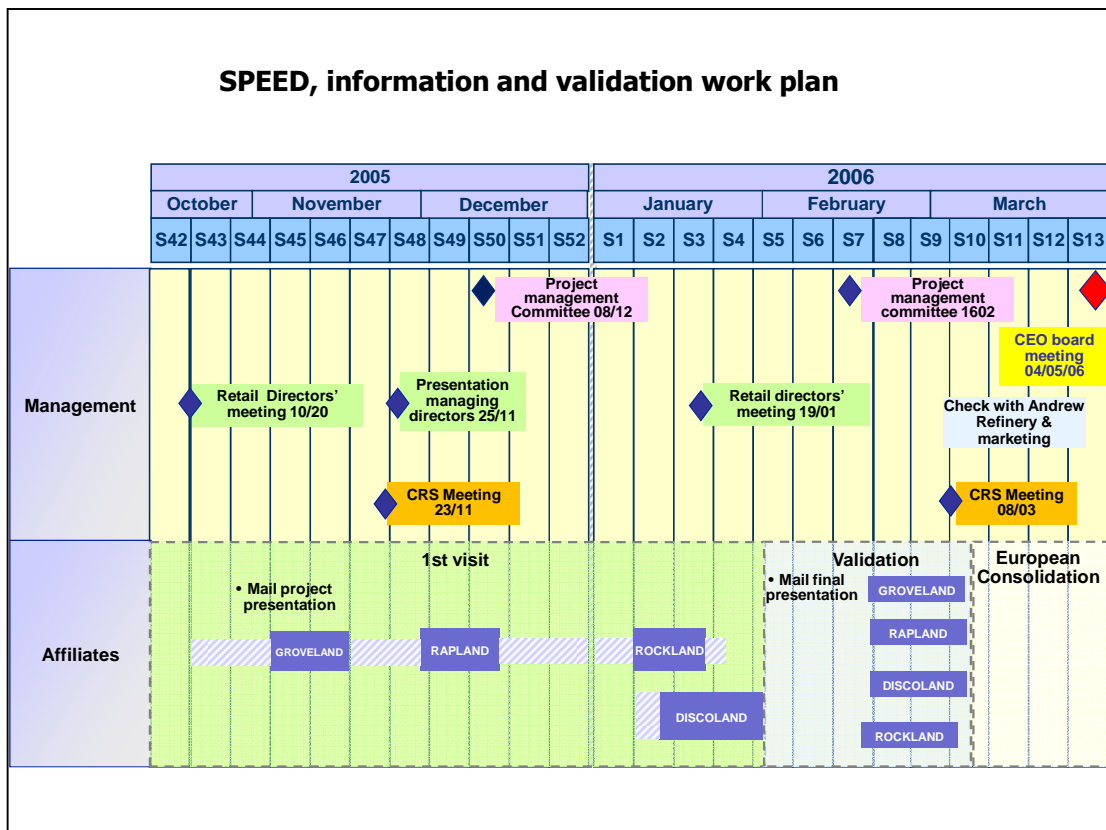 SPEED, information and validation work plan
2005
2006
October
November
December
January
February
March
S42
S43
S44
S45
S46
S47
S48
S49
S50
S51
S52
S1
S2
S3
S4
S5
S6
S7
S8
S9
S10
S11
S12
S13
Management
Project
management
Committee 08/12
Project
management
committee 1602
CEO board
meeting
04/05/06
Retail  Directors’
meeting 10/20
Presentation
managing
directors 25/11
Retail directors’
meeting 19/01
Check with Andrew
Refinery &
marketing
CRS Meeting
23/11
CRS Meeting
08/03
Affiliates
1st visit
• Mail project
presentation
GROVELAND
RAPLAND
ROCKLAND
DISCOLAND
Validation
• Mail final
presentation
GROVELAND
RAPLAND
DISCOLAND
ROCKLAND
European
Consolidation